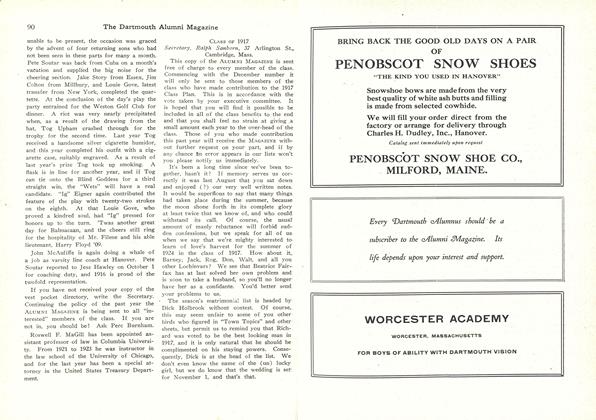 90 The Dartmouth Alumni Magazine
unable to be present, the occasion was graced
by the advent of four returning sons who had
not been seen in these parts for many a month.
Pete Soutar was back from Cuba on a month's
vacation and supplied the big noise for the
cheering section. Jake Story from Essex, Jim
Colton from Millbury, and Louie Gove, latest
transfer from New York, completed the quar-
tette. At the conclusion of the day's play the
party entrained for the Weston Golf Club for
dinner. A riot was very nearly precipitated
when, as a result of the drawing from the
hat, Tog Upham crashed through for the
trophy for the second time. Last year Tog
received a handsome silver cigarette humidor,
and this year completed his outfit with a cig-
arette case, suitably engraved. As a result of
last year's prize Tog took up smoking. A
flask is in line for another year, and if Tog
can tie onto the Blind Goddess for a third
straight win, the "Wets" will have a real
candidate. "Ig" Eigner again contributed the
feature of the play with twenty-two strokes
on the eighth. At that Louie Gove, who
proved a kindred soul, had "Ig" pressed for
honors up to the turn. 'Twas another great
day for Balmacaan, and the cheers still ring
for the hospitality of Mr. Filene and his able
lieutenant, Harry Floyd '09.
John McAuliffe is again doing a whale of
a job as varsity line coach at Hanover. Pete
Soutar reported to Jess Hawley on October 1
for coaching duty, and 1916 is proud of the
twofold representation.
If you have not received your copy of the
vest pocket directory, write the Secretary.
Continuing the policy of the past year the
ALUMNI MAGAZINE is being sent to all "in-
terested" members of the class. If you are
not in, you should be! Ask Perc Burnham.
Roswell F. MaGill has been appointed as-
sistant professor of law in Columbia Univer-
sity. From 1921 to 1923 he was instructor in
the law school of the University of Chicago,
and for the last year has been a special at-
torney in the United States Treasury Depart-
ment.
CLASS OF 1917
Secretary, Ralph Sanborn, 37 Arlington St.,
Cambridge, Mass.
This copy of the ALUMNI MAGAZINE is sent
free of charge to every member of the class.
Commencing with the December number it
will only be sent to those members of the
class who have made contribution to the 1917
Class Plan. This is in accordance with the
vote taken by your executive committee. It
is hoped that you will find it possible to be
included in all of the class benefits to the end
and that you shall feel no strain at giving a
small amount each year to the over-head of the
class. Those of you who made contribution
this past year will receive the MAGAZINE with-
out further request on your part, and if by
any chance an error appears in our lists won't
you please notify us immediately.
It's been a long time since we've been to-
gether, hasn't it? If memory serves us cor-
rectly it was last August that you sat down
and enjoyed (?) our very well written notes.
It would be superfluous to say that many things
had taken place during the summer, because
the moon shone forth in its complete glory
at least twice that we know of, and who could
withstand its call. Of course, the usual
amount of manly reluctance will forbid sud-
den confessions, but we speak for all of us
when we say that we're mighty interested to
learn of love's harvest for the summer of
1924 in the class of 1917. How about it,
Barney, Jack, Rog, Don, Walt, and all you
other Lochinvars? We see that Beatrice Fair-
fax has at last solved her own problem and
is soon to take a husband, so you'll no longer
have her as a confidante. You'd better send
your problems to us.
The season's matrimonial list is headed by
Dick Holbrook without contest. Of course,
this may seem unfair to some of you other
birds who figured in "Town Topics" and other
sheets, but permit us to remind you that Rich-
ard was voted to be the best looking man in
1917, and it is only natural that he should be
complimented on his staying powers. Conse-
quently, Dick is at the head of the list. We
don't even know the name of the (un) lucky
girl, but we do know that the wedding is set
for November 1, and that's that.
BRING BACK THE GOOD OLD DAYS ON A PAIR
OF
PENOBSCOT SNOW SHOES
"THE KIND YOU USED IN HANOVER"
Snowshoe bows are made from the very
best quality of white ash butts and filling
is made from selected cowhide.
We will fill your order direct from the
factory or arrange for delivery through
Charles H. Dudley, Inc., Hanover.
Catalog sent immediately upon request
PENOBSCOT SNOW SHOE CO.,
MILFORD, MAINE.
Every Dartmouth Alumnus should be a
subscriber to the Alumni Magazine. Its
life depends upon your interest and support.
WORCESTER ACADEMY
WORCESTER, MASSACHUSETTS
FOR BOYS OF ABILITY WITH DARTMOUTH VISION